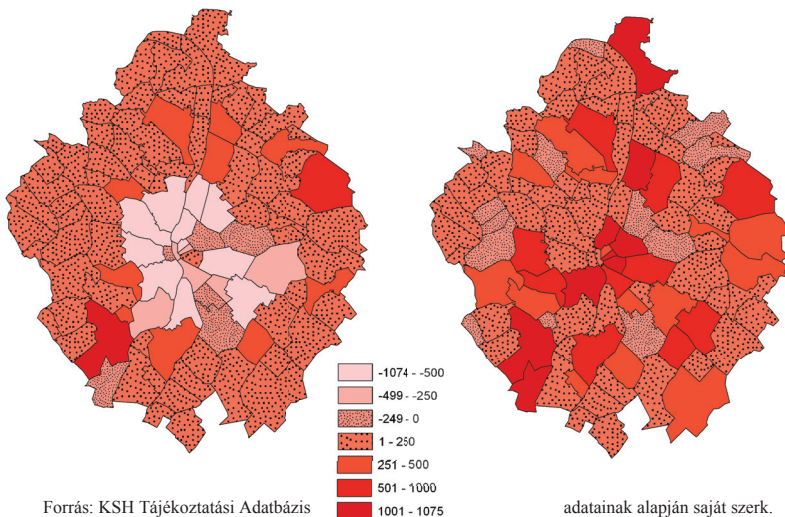 -1074 - -500
-499 - -250
-249 - 0
1 - 250
251 - 500
501 - 1000
1001 - 1075
Forrás: KSH Tájékoztatási Adatbázis adatainak alapján saját szerk.